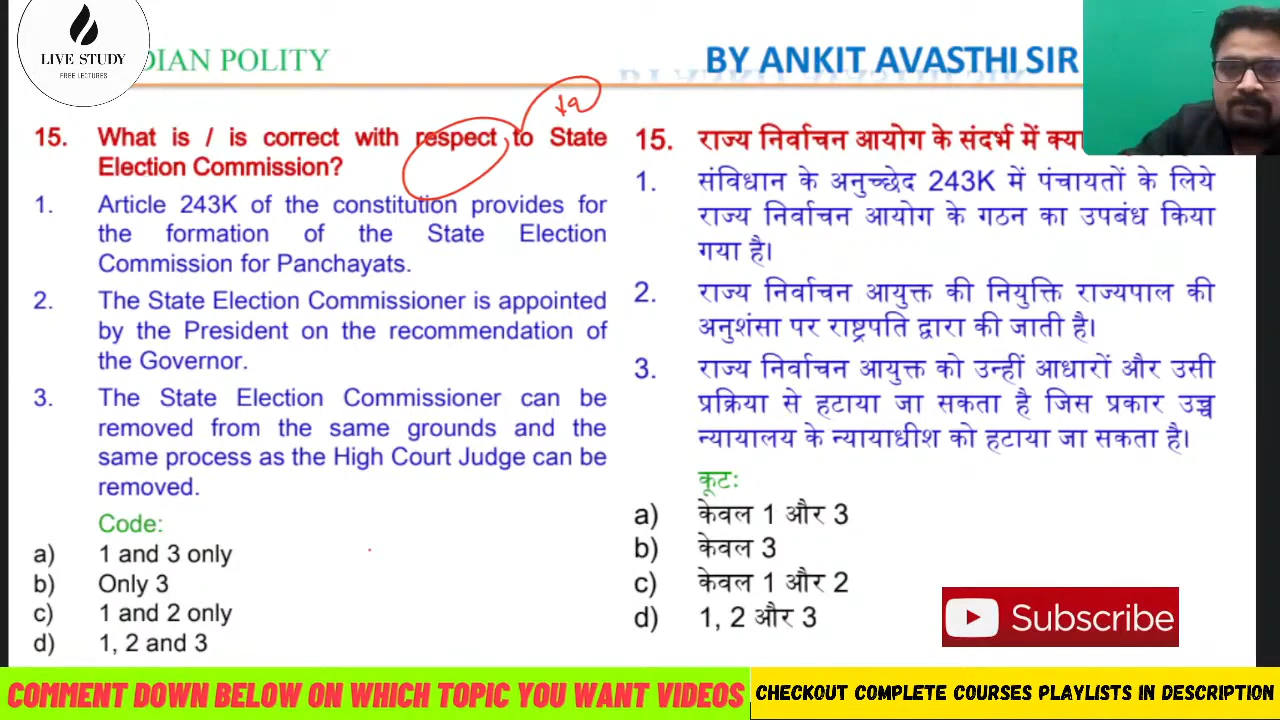 LIVE STUDY
FREE LECTURES
DIAN POLITY
BY ANKIT AVASTHI SIR
15. What is / is correct with respect to State
Election Commission?
1. Article 243K of the constitution provides for
the formation of the State Election
Commission for Panchayats.
2. The State Election Commissioner is appointed
by the President on the recommendation of
the Governor.
3. The State Election Commissioner can be
removed from the same grounds and the
same process as the High Court Judge can be
removed.
Code:
a) 1 and 3 only
b) Only 3
c) 1 and 2 only
d) 1, 2 and 3
15. राज्य निर्वाचन आयोग के संदर्भ में क्या
1. संविधान के अनुच्छेद 243K में पंचायतों के लिये
राज्य निर्वाचन आयोग के गठन का उपबंध किया
गया है।
2. राज्य निर्वाचन आयुक्त की नियुक्ति राज्यपाल की
अनुशंसा पर राष्ट्रपति द्वारा की जाती है।
3. राज्य निर्वाचन आयुक्त को उन्हीं आधारों और उसी
प्रक्रिया से हटाया जा सकता है जिस प्रकार उच्च
न्यायालय के न्यायाधीश को हटाया जा सकता है।
कूटः
a) केवल 1 और 3
b) केवल 3
c) केवल 1 और 2
d) 1, 2 और 3
Subscribe
COMMENT DOWN BELOW ON WHICH TOPIC YOU WANT VIDEOS
CHECKOUT COMPLETE COURSES PLAYLISTS IN DESCRIPTION